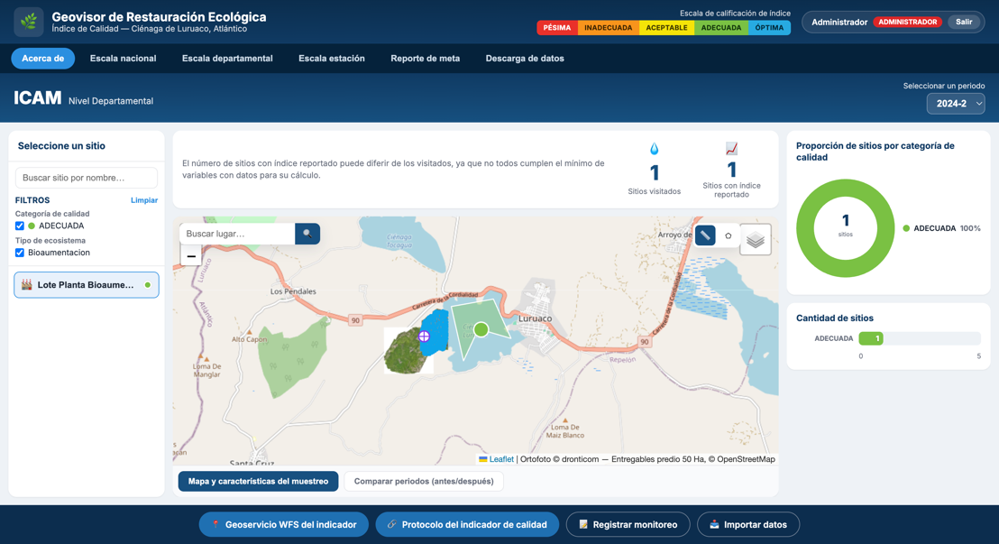 Geovisor de Restauración Ecológica
Índice de Calidad — Ciénaga de Luruaco, Atlántico
Escala de calificación de índice
PÉSIMA INADECUADA ACEPTABLE ADECUADA ÓPTIMA
Administrador ADMINISTRADOR Salir
Acerca de Escala nacional Escala departamental Escala estación Reporte de meta Descarga de datos
ICAM Nivel Departamental
Seleccionar un periodo
2024-2
Seleccione un sitio
Buscar sitio por nombre...
FILTROS Limpiar
Categoría de calidad
ADECUADA
Tipo de ecosistema
Bioaumentacion
Lote Planta Bioaume...
El número de sitios con índice reportado puede diferir de los visitados, ya que no todos cumplen el mínimo de
variables con datos para su cálculo.
1
Sitios visitados
1
Sitios con índice
reportado
Buscar lugar...
−
Ciénaga
Tocagua
Arroyo de
Luruaco
Atlántico
Los Pendales
Carretera de la Cordialidad
90
Luruaco
Carretera de la Cordialidad
Alto Capon
Loma De
Manglar
90
Repelón
Loma De
Maiz Blanco
Santa Cruz
Leaflet | Ortofoto © dronticom — Entregables predio 50 Ha, © OpenStreetMap
Mapa y características del muestreo Comparar periodos (antes/después)
Proporción de sitios por categoría de
calidad
1
sitios
ADECUADA 100%
Cantidad de sitios
ADECUADA 1
0 5
Geoservicio WFS del indicador Protocolo del indicador de calidad Registrar monitoreo Importar datos